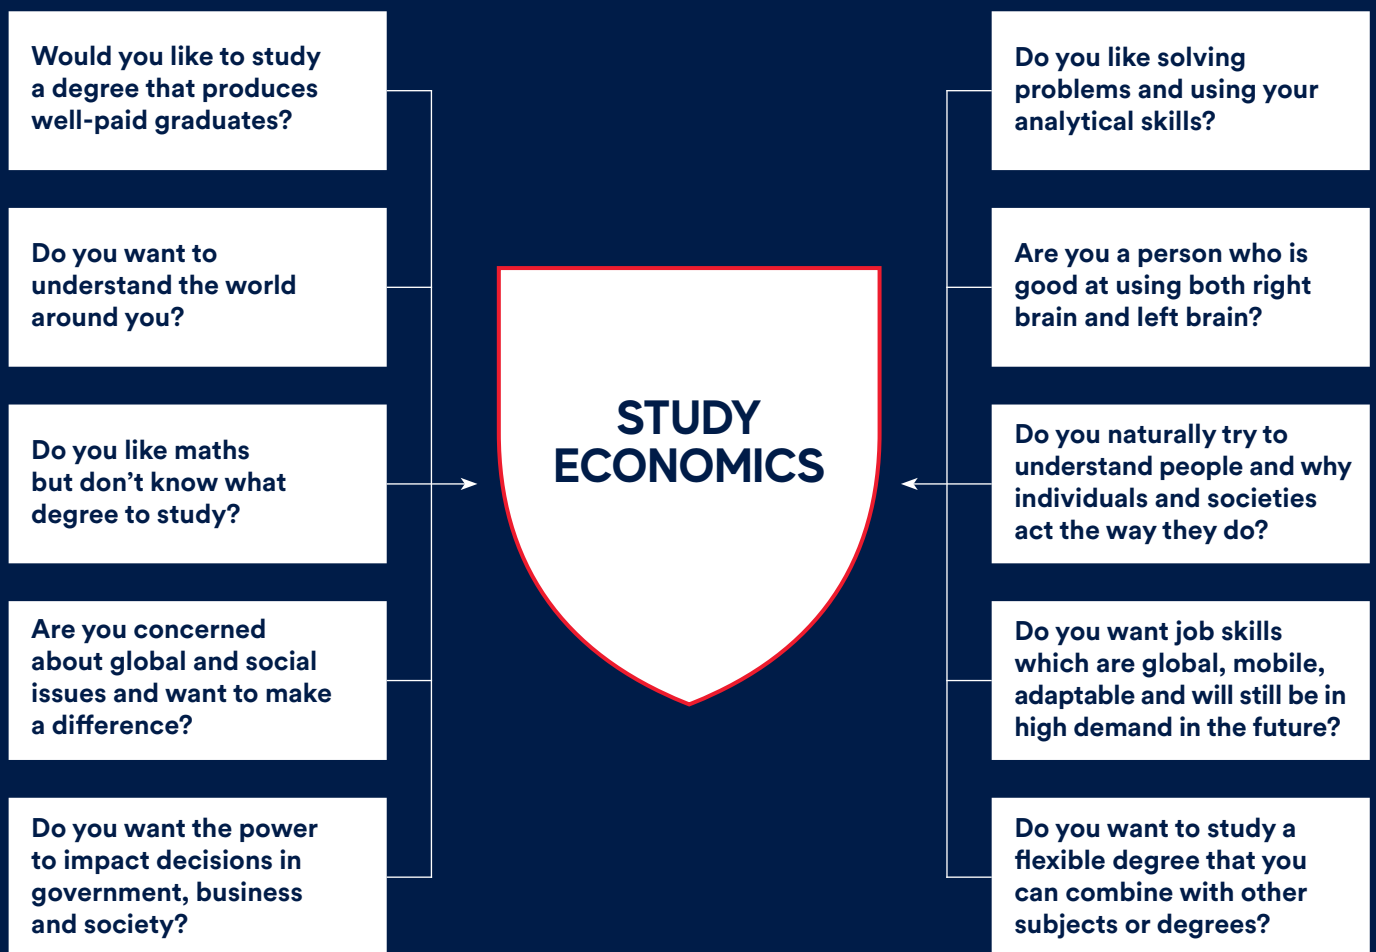 Would you like to study
a degree that produces
well-paid graduates?
Do you want to
understand the world
around you?
Do you like maths
but don’t know what
degree to study?
Are you concerned
about global and social
issues and want to make
a difference?
Do you want the power
to impact decisions in
government, business
and society?
STUDY
ECONOMICS
Do you like solving
problems and using your
analytical skills?
Are you a person who is
good at using both right
brain and left brain?
Do you naturally try to
understand people and why
individuals and societies
act the way they do?
Do you want job skills
which are global, mobile,
adaptable and will still be in
high demand in the future?
Do you want to study a
flexible degree that you
can combine with other
subjects or degrees?